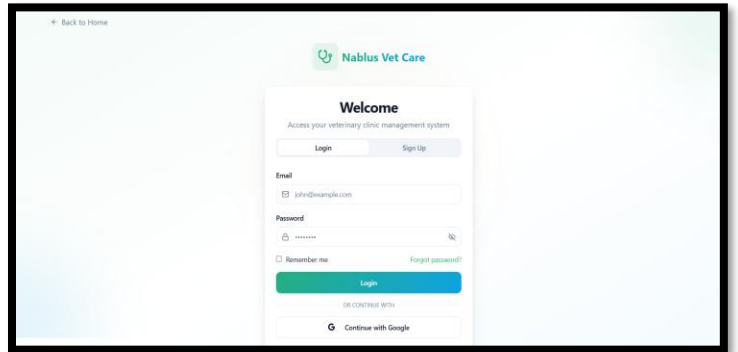 ← Back to Home
Nablus Vet Care
Welcome
Access your veterinary clinic management system
Login Sign Up
Email
john@example.com
Password
••••••••
Remember me Forgot password?
Login
OR CONTINUE WITH
G Continue with Google